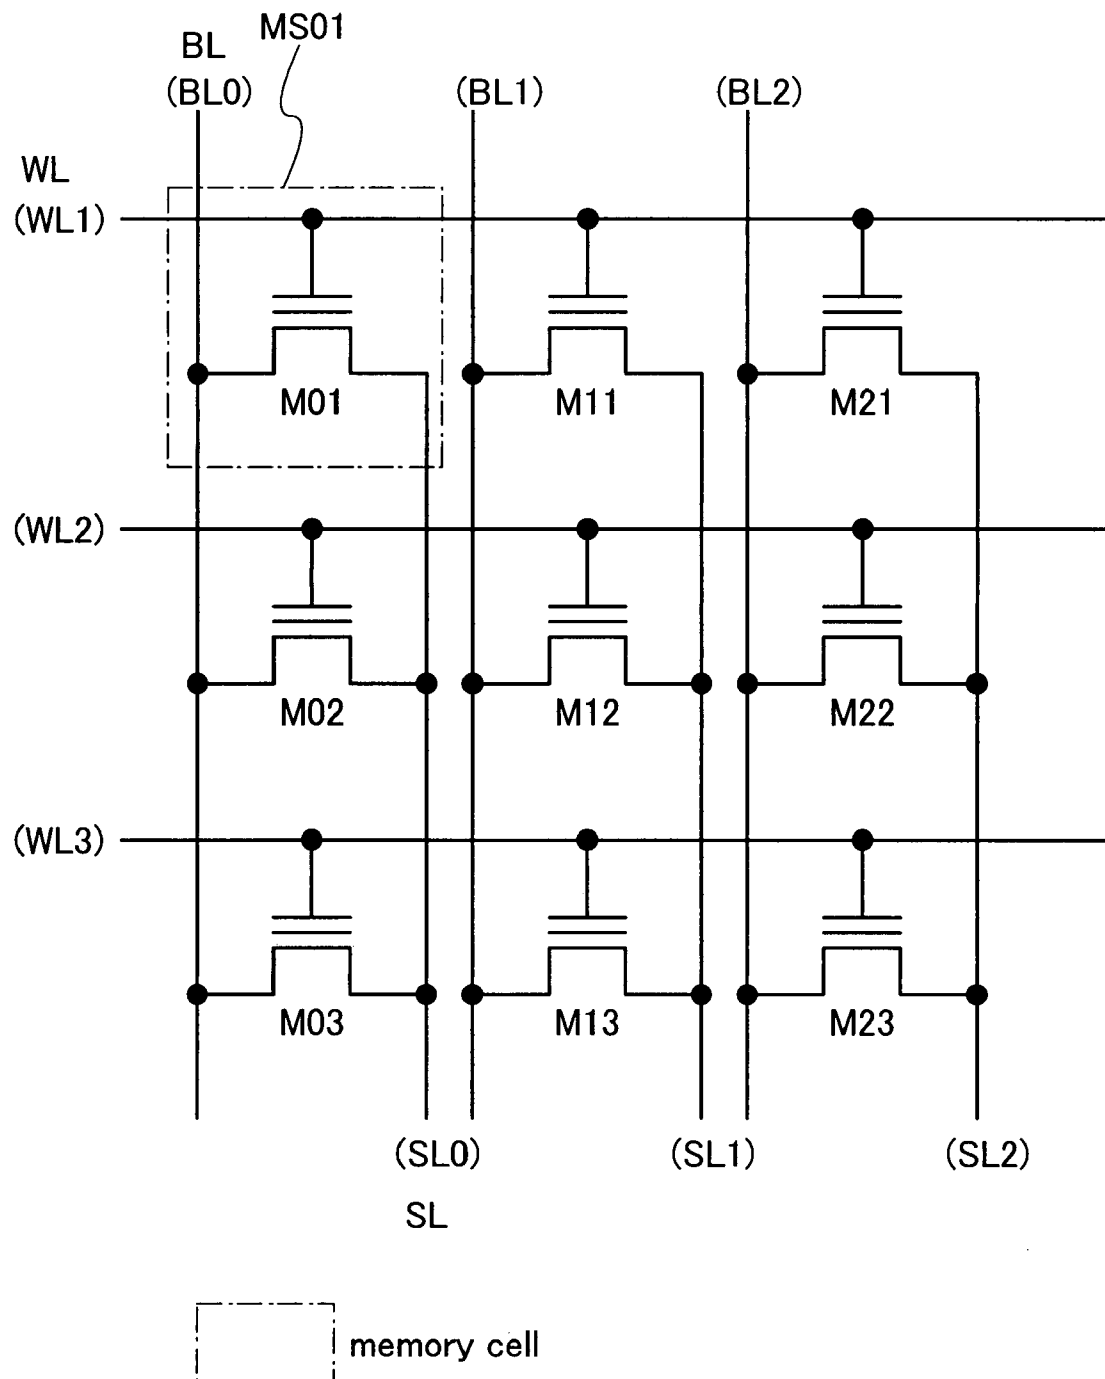 MS01
BL
(BL0) (BL1) (BL2)
WL
(WL1)
M01 M11 M21
(WL2)
M02 M12 M22
(WL3)
M03 M13 M23
(SL0) (SL1) (SL2)
SL
memory cell